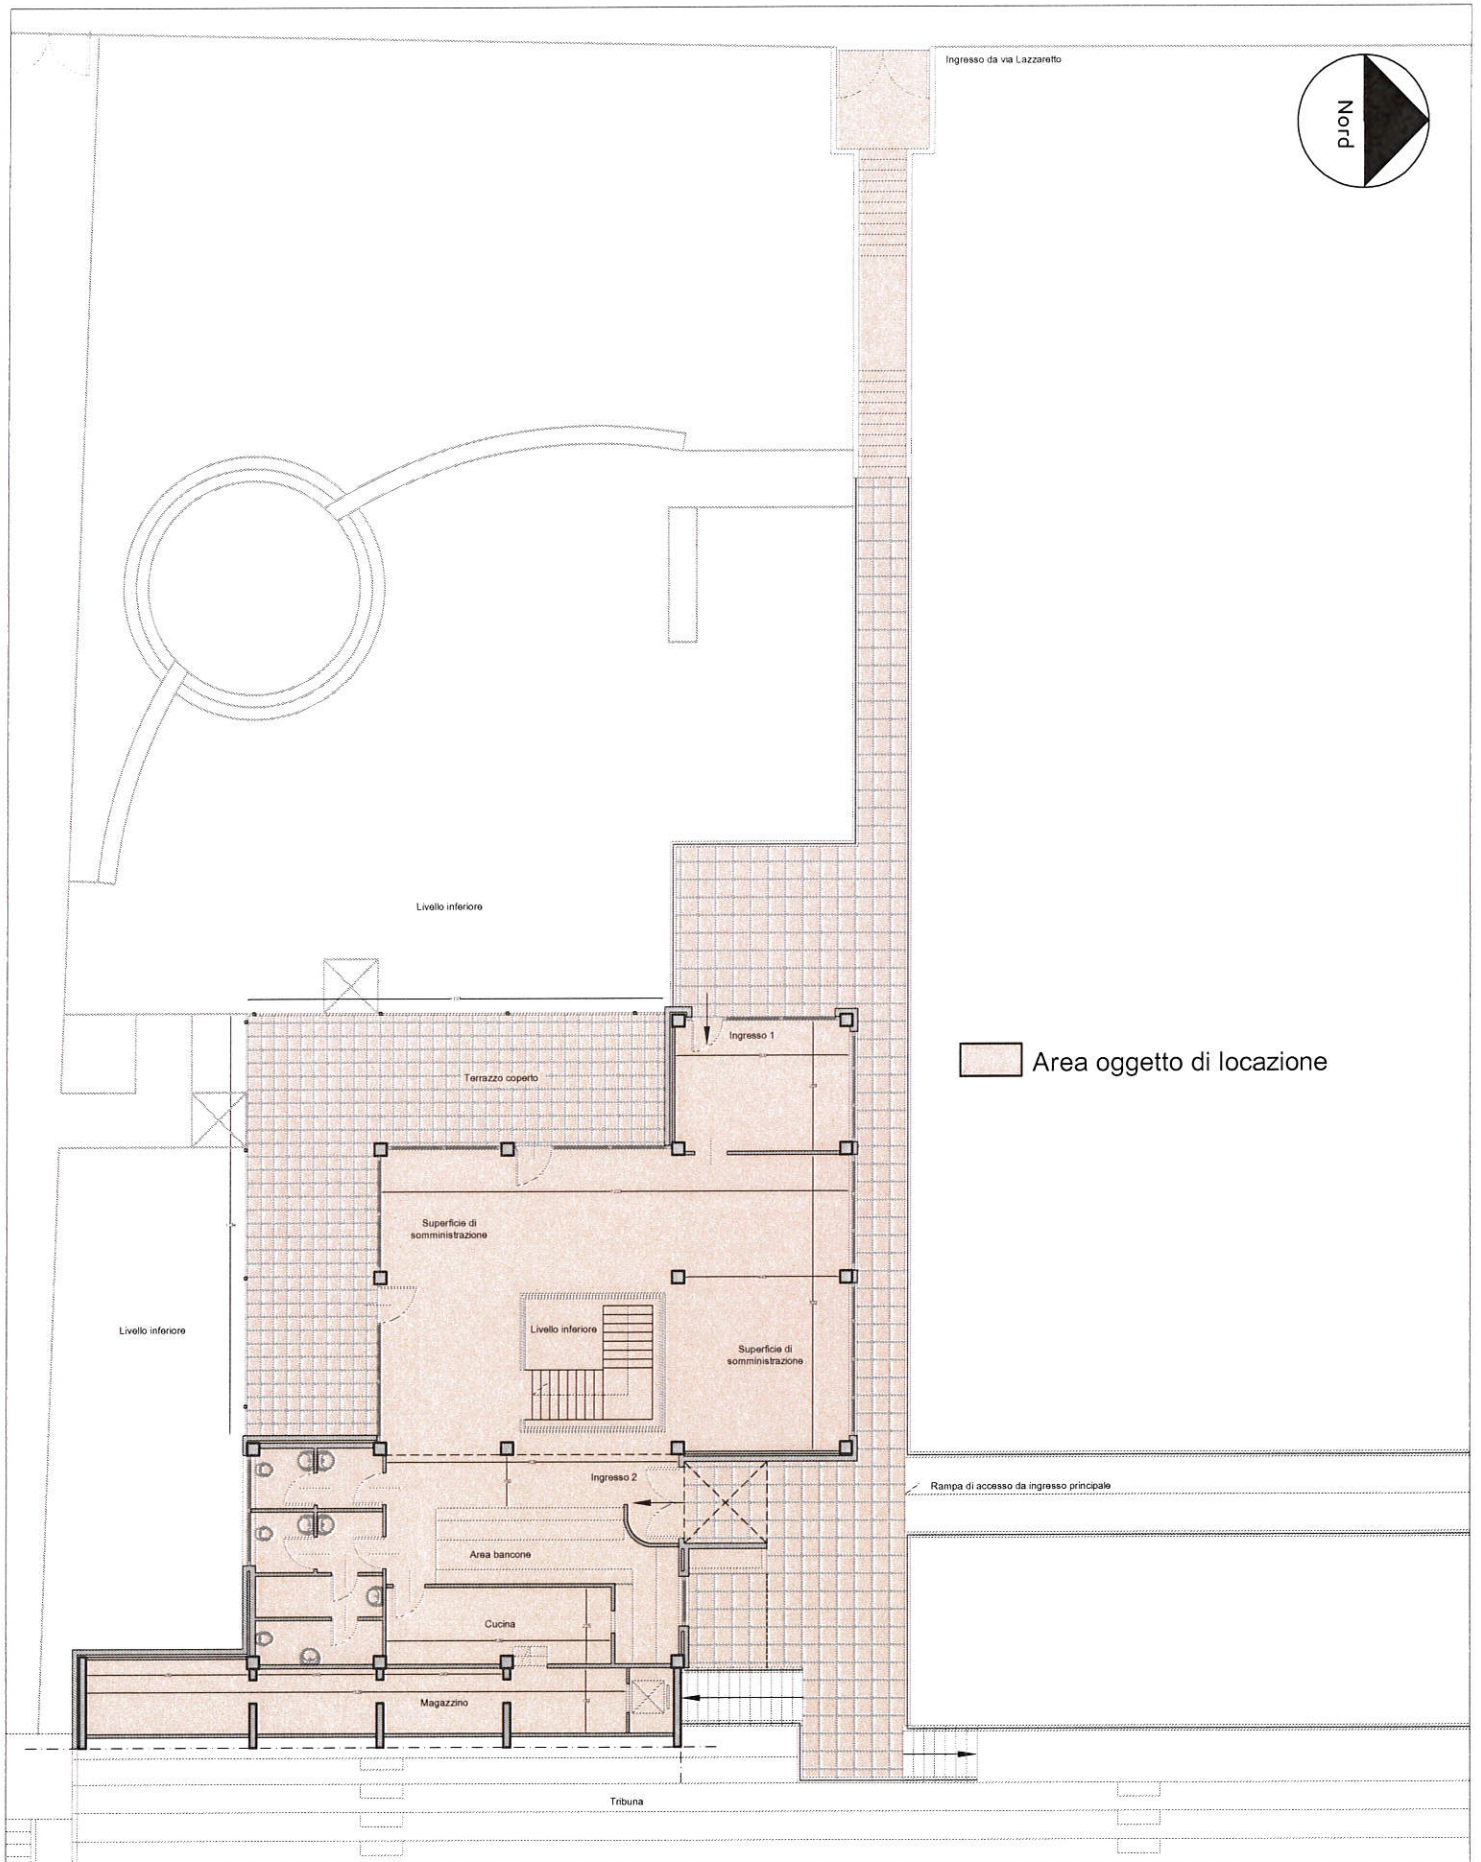 Ingresso da via Lazzaretto
Nord
Livello inferiore
Ingresso 1
Area oggetto di locazione
Terrazzo coperto
Superficie di
somministrazione
Livello inferiore
Livello inferiore
Superficie di
somministrazione
Ingresso 2
Rampa di accesso da ingresso principale
Area bancone
Cucina
Magazzino
Tribuna